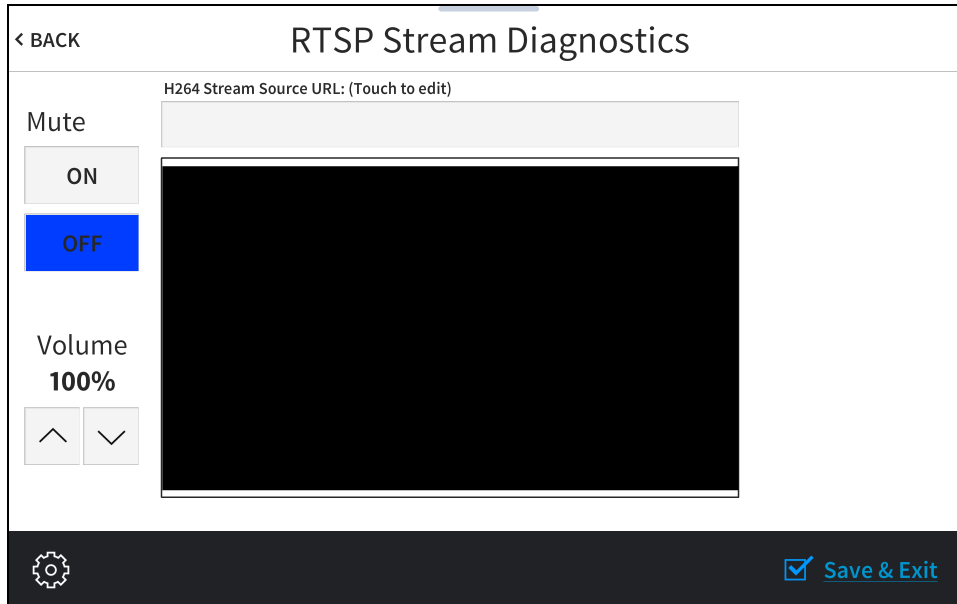 < BACK
RTSP Stream Diagnostics
H264 Stream Source URL: (Touch to edit)
Mute
ON
OFF
Volume
100%
Save & Exit